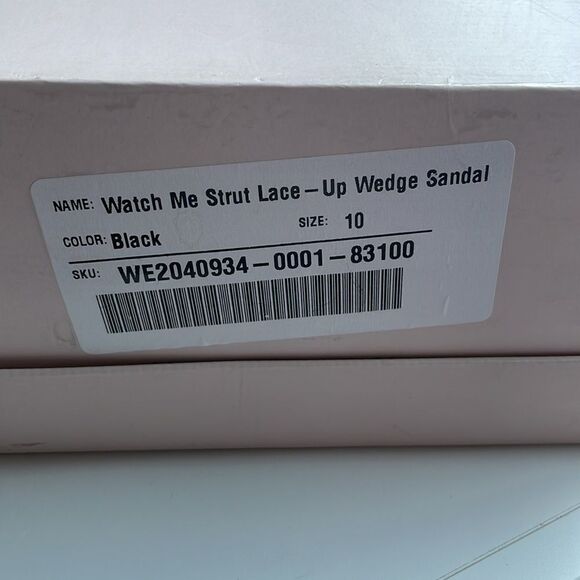 NAME: Watch Me Strut Lace-Up Wedge Sandal
COLOR: Black SIZE: 10
SKU: WE2040934-0001-83100